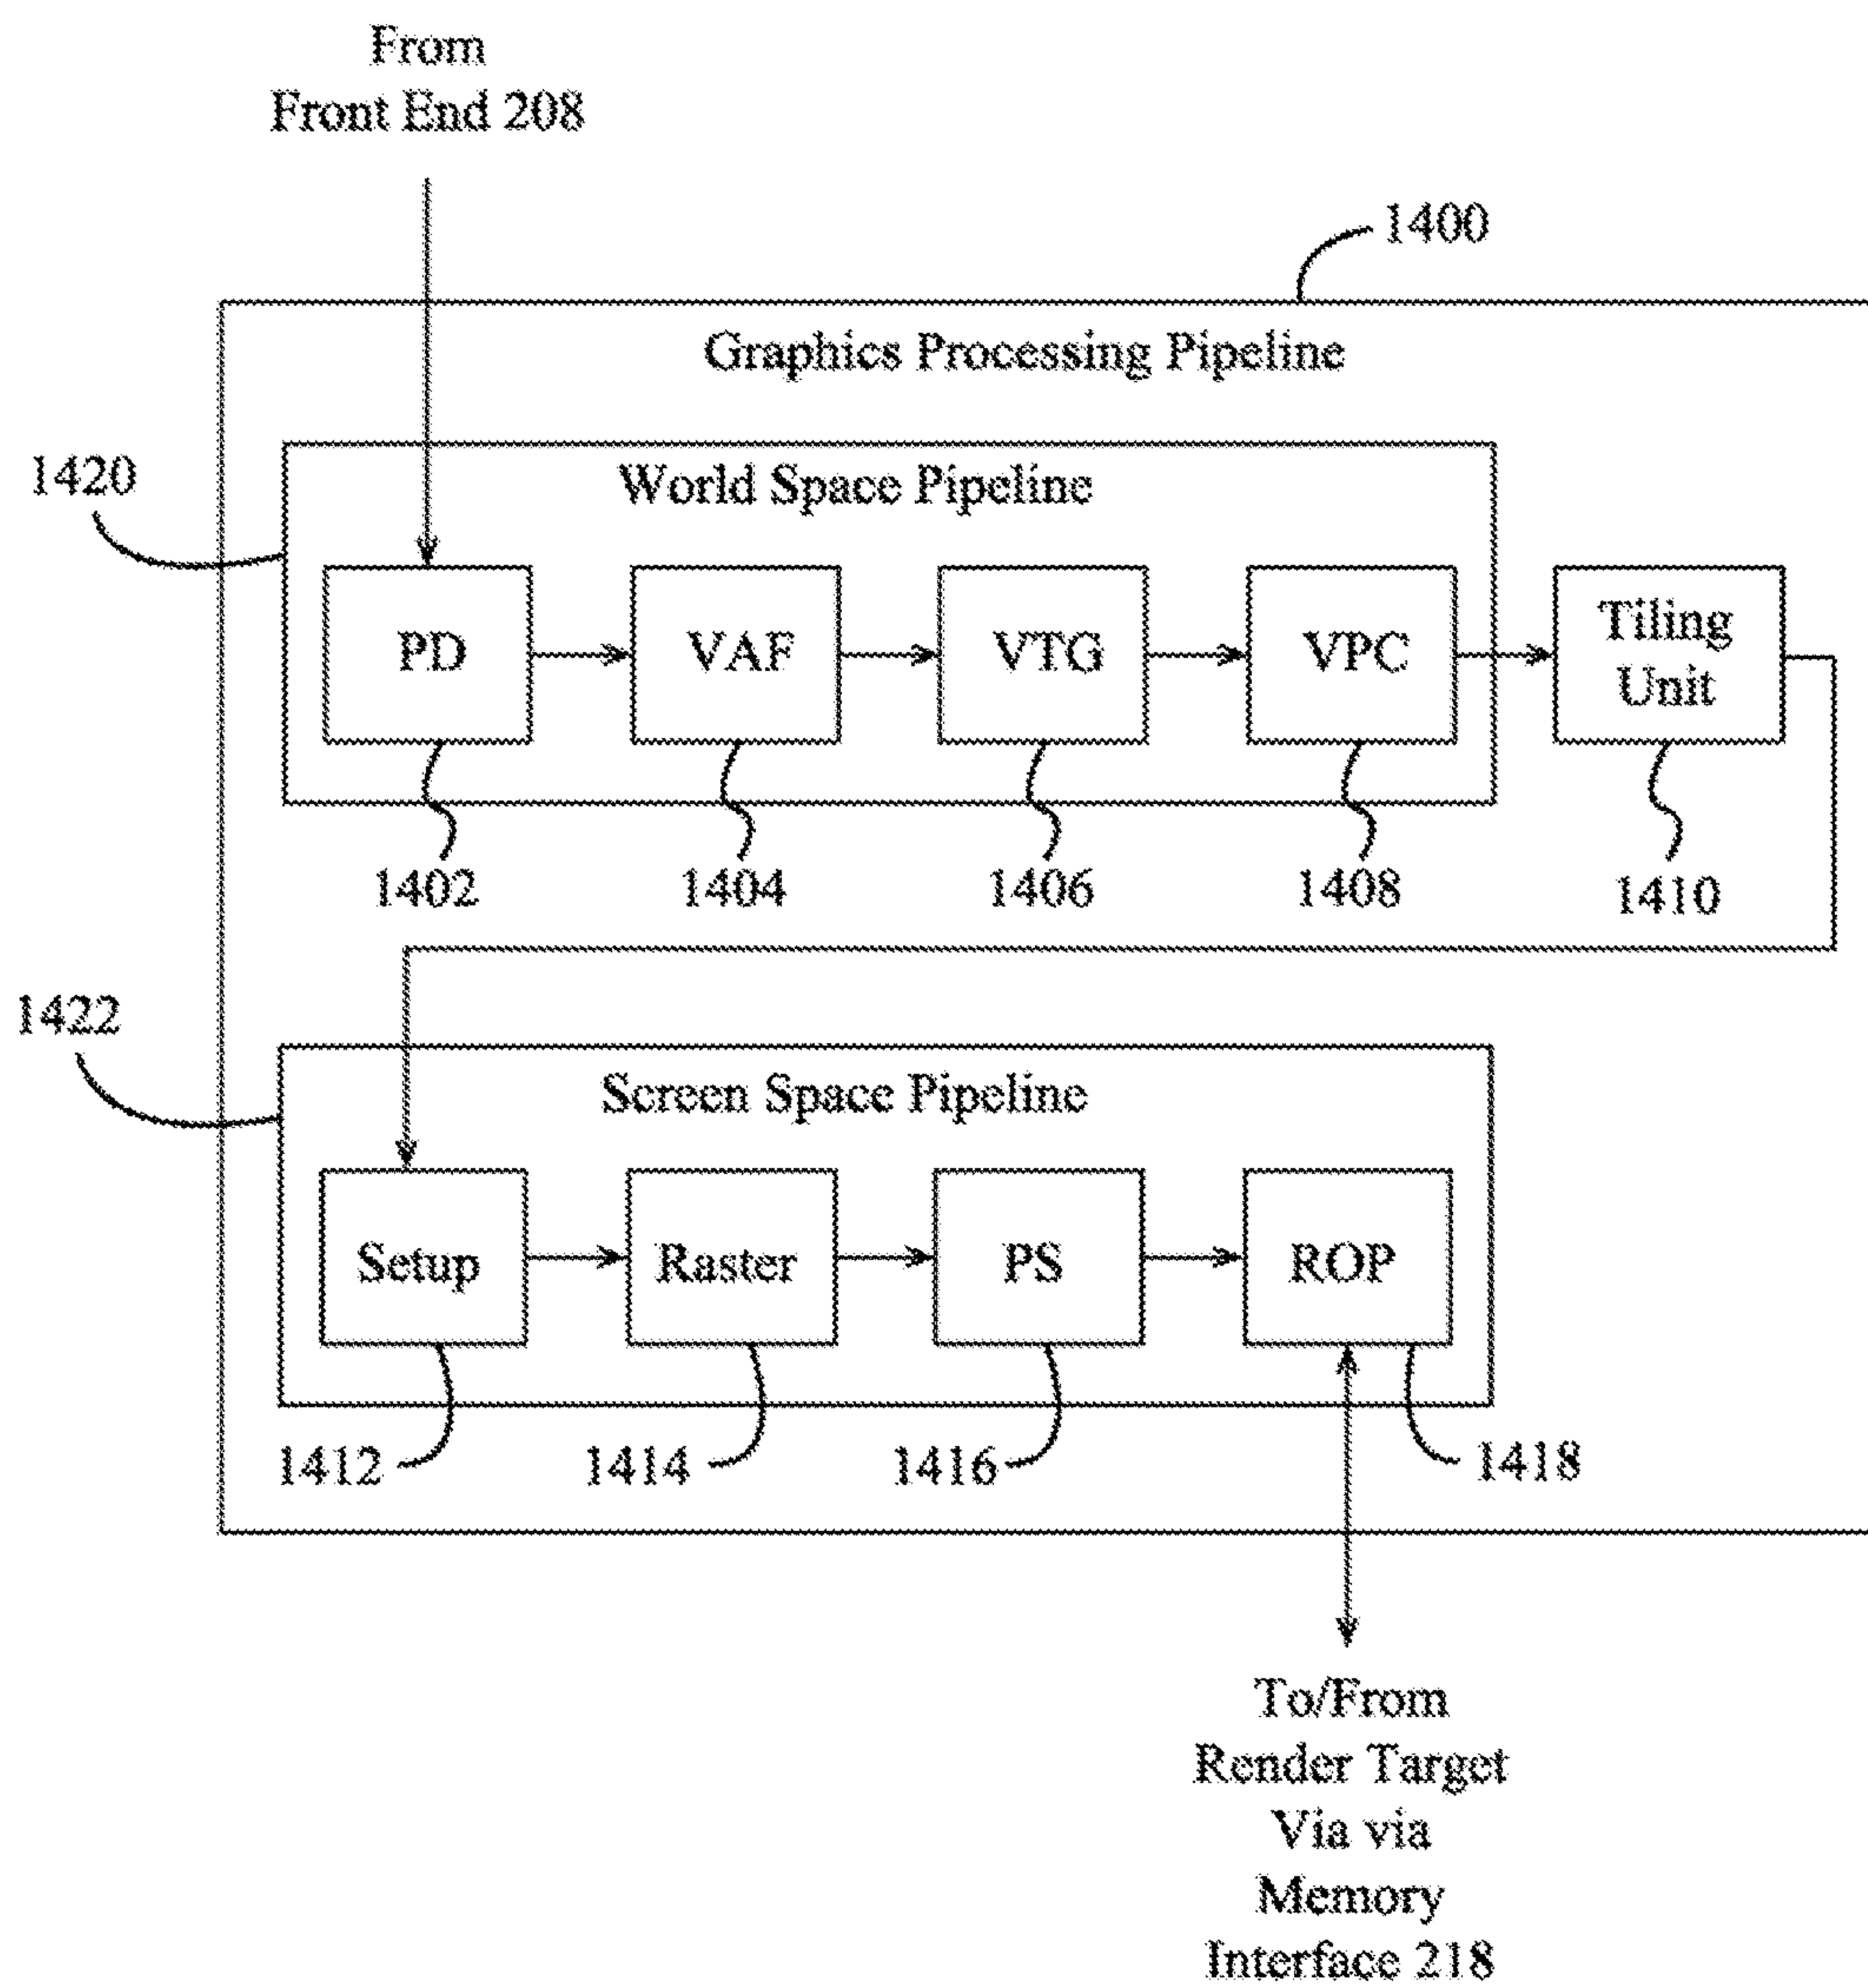 From
Front End 208
1400
Graphics Processing Pipeline
1420
World Space Pipeline
PD
VAF
VTG
VPC
Tiling
Unit
1402
1404
1406
1408
1410
1422
Screen Space Pipeline
Setup
Raster
PS
ROP
1412
1414
1416
1418
To/From
Render Target
Via via
Memory
Interface 218